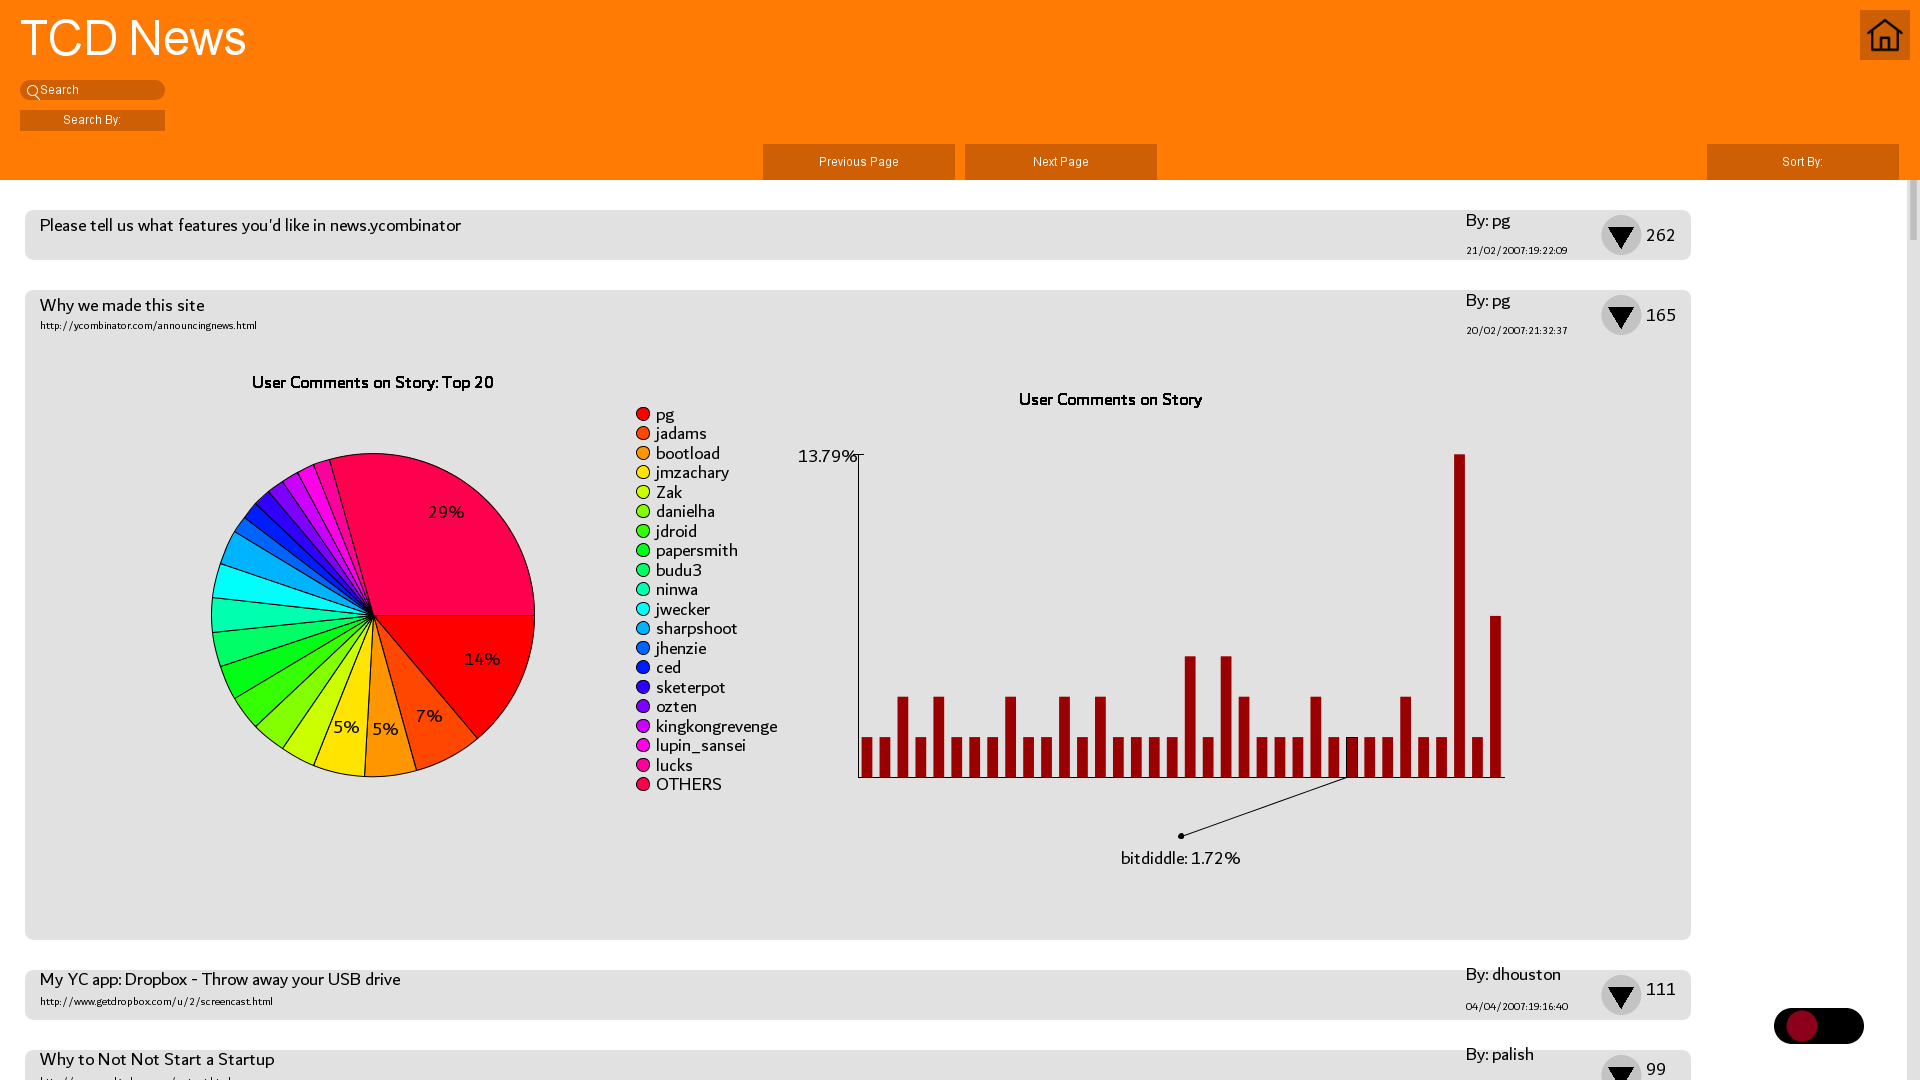 TCD News
Search
Search By:
Previous Page
Next Page
Sort By:
Please tell us what features you'd like in news.ycombinator
By: pg
21/02/2007:19:22:09
262
Why we made this site
http://ycombinator.com/announcingnews.html
By: pg
20/02/2007:21:32:37
165
User Comments on Story: Top 20
29%
14%
7%
5%
5%
pg
jadams
bootload
jmzachary
Zak
danielha
jdroid
papersmith
budu3
ninwa
jwecker
sharpshoot
jhenzie
ced
sketerpot
ozten
kingkongrevenge
lupin_sansei
lucks
OTHERS
User Comments on Story
13.79%
bitdiddle: 1.72%
My YC app: Dropbox - Throw away your USB drive
http://www.getdropbox.com/u/2/screencast.html
By: dhouston
04/04/2007:19:16:40
111
Why to Not Not Start a Startup
By: palish
99